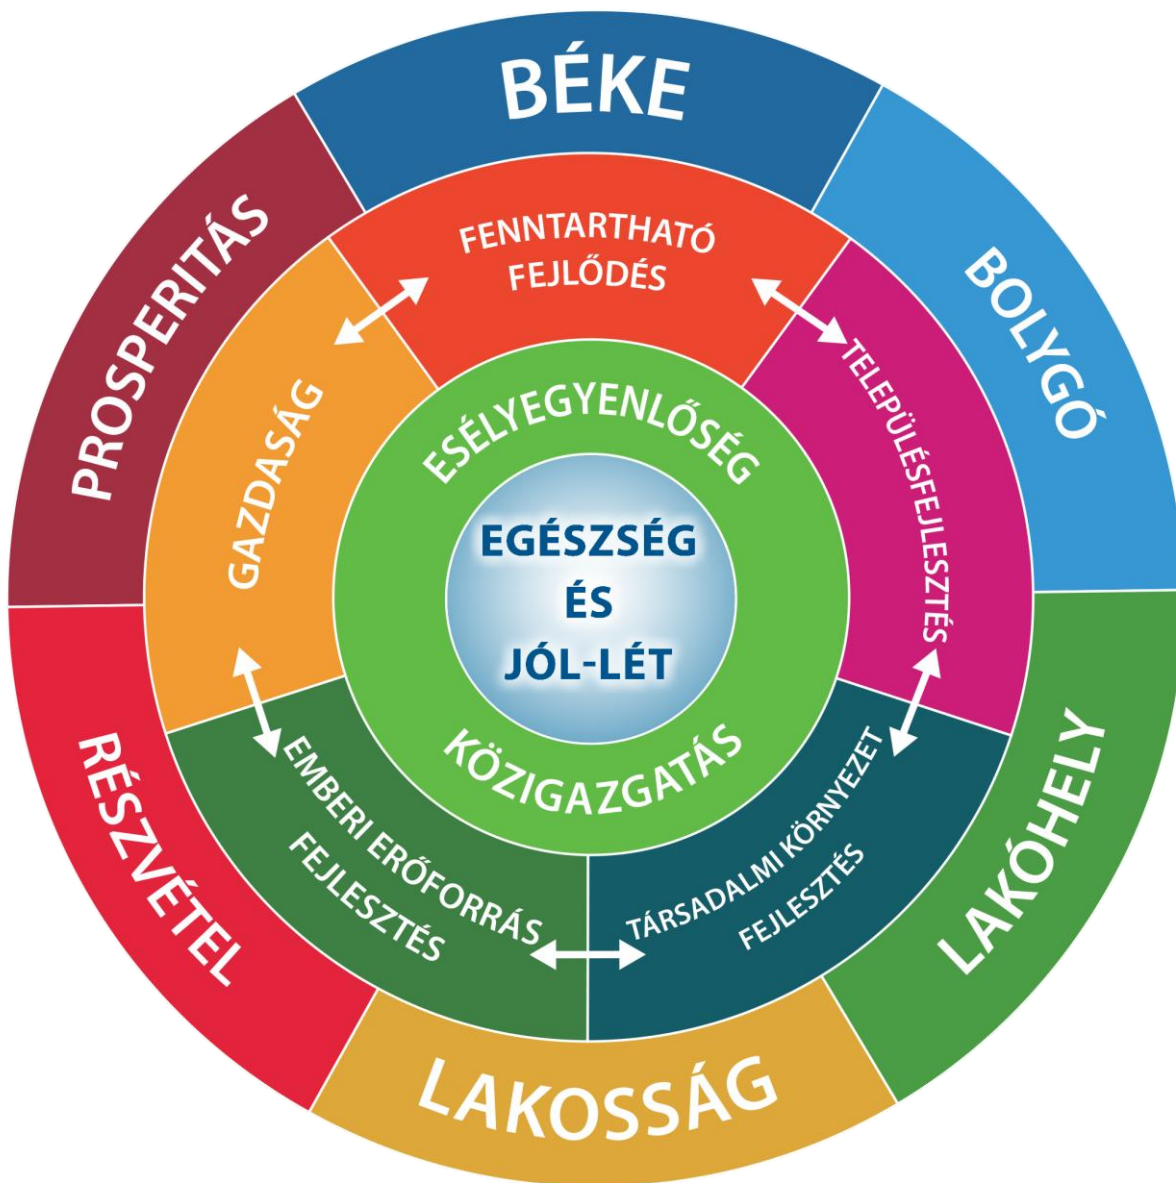 BÉKE
BOLYGÓ
LAKÓHELY
LAKOSSÁG
RÉSZVÉTEL
PROSPERITÁS
FENNTARTHATÓ
FEJLŐDÉS
TELEPÜLÉSFEJLESZTÉS
TÁRSADALMI KÖRNYEZET
FEJLESZTÉS
EMBERI ERŐFORRÁS
FEJLESZTÉS
GAZDASÁG
ESÉLYEGYENLŐSÉG
KÖZIGAZGATÁS
EGÉSZSÉG
ÉS
JÓL-LÉT